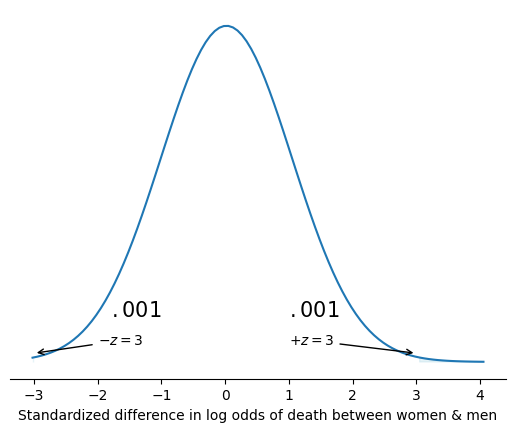 .001 .001
−z = 3 +z = 3
−3 −2 −1 0 1 2 3 4
Standardized difference in log odds of death between women & men